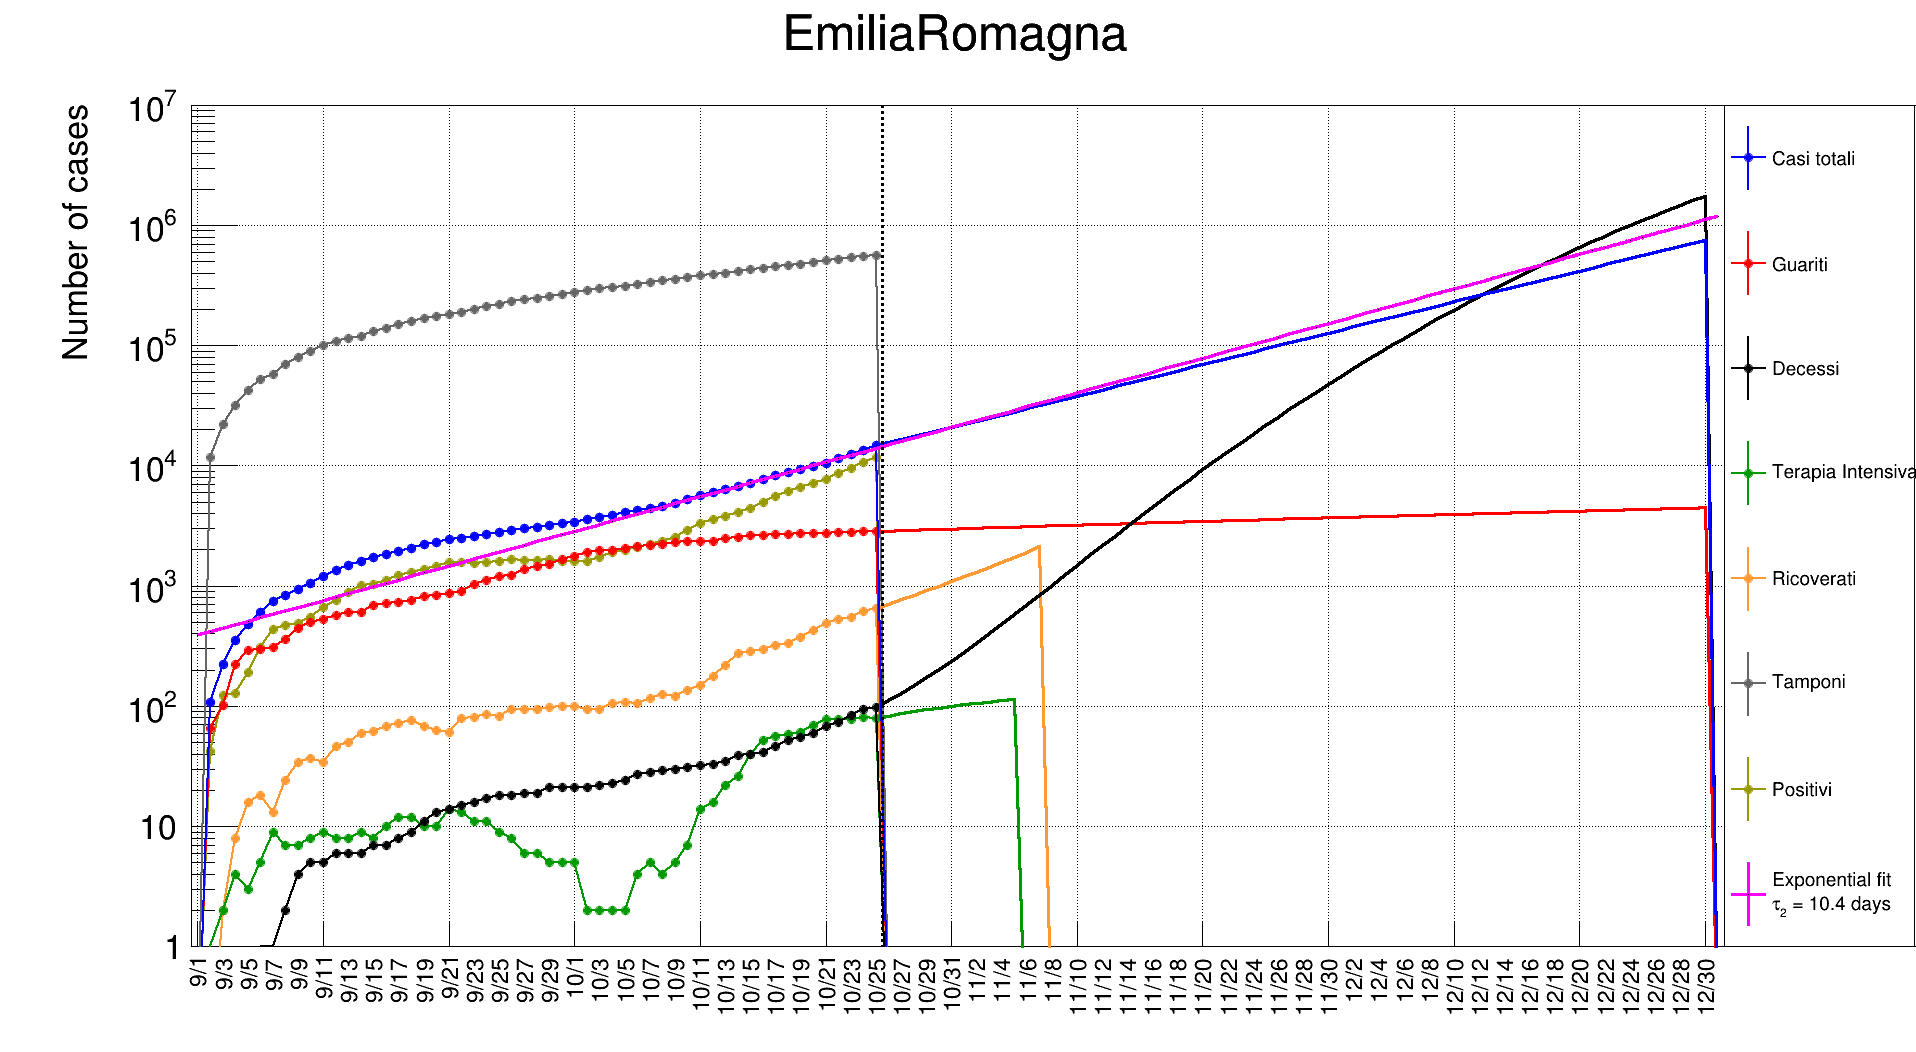 EmiliaRomagna
Number of cases
10^7
10^6
10^5
10^4
10^3
10^2
10
1
9/1 9/3 9/5 9/7 9/9 9/11 9/13 9/15 9/17 9/19 9/21 9/23 9/25 9/27 9/29 10/1 10/3 10/5 10/7 10/9 10/11 10/13 10/15 10/17 10/19 10/21 10/23 10/25 10/27 10/29 10/31 11/2 11/4 11/6 11/8 11/10 11/12 11/14 11/16 11/18 11/20 11/22 11/24 11/26 11/28 11/30 12/2 12/4 12/6 12/8 12/10 12/12 12/14 12/16 12/18 12/20 12/22 12/24 12/26 12/28 12/30
Casi totali
Guariti
Decessi
Terapia Intensiva
Ricoverati
Tamponi
Positivi
Exponential fit
τ_2 = 10.4 days